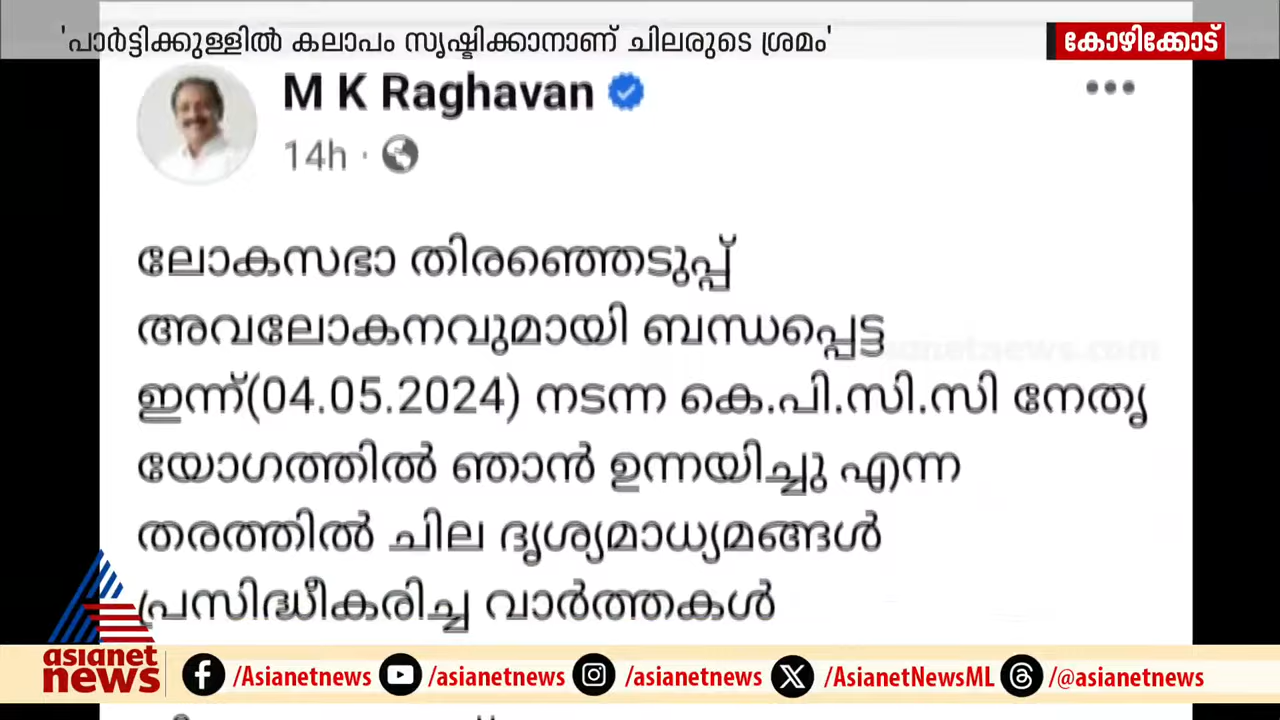 'പാർട്ടിക്കുള്ളിൽ കലാപം സൃഷ്ടിക്കാനാണ് ചിലരുടെ ശ്രമം'
കോഴിക്കോട്
M K Raghavan
14h ·
ലോകസഭാ തിരഞ്ഞെടുപ്പ്
അവലോകനവുമായി ബന്ധപ്പെട്ട
ഇന്ന്(04.05.2024) നടന്ന കെ.പി.സി.സി നേതൃ
യോഗത്തിൽ ഞാൻ ഉന്നയിച്ചു എന്ന
തരത്തിൽ ചില ദൃശ്യമാധ്യമങ്ങൾ
പ്രസിദ്ധീകരിച്ച വാർത്തകൾ
asianet
news
/Asianetnews
/asianetnews
/asianetnews
/AsianetNewsML
/@asianetnews